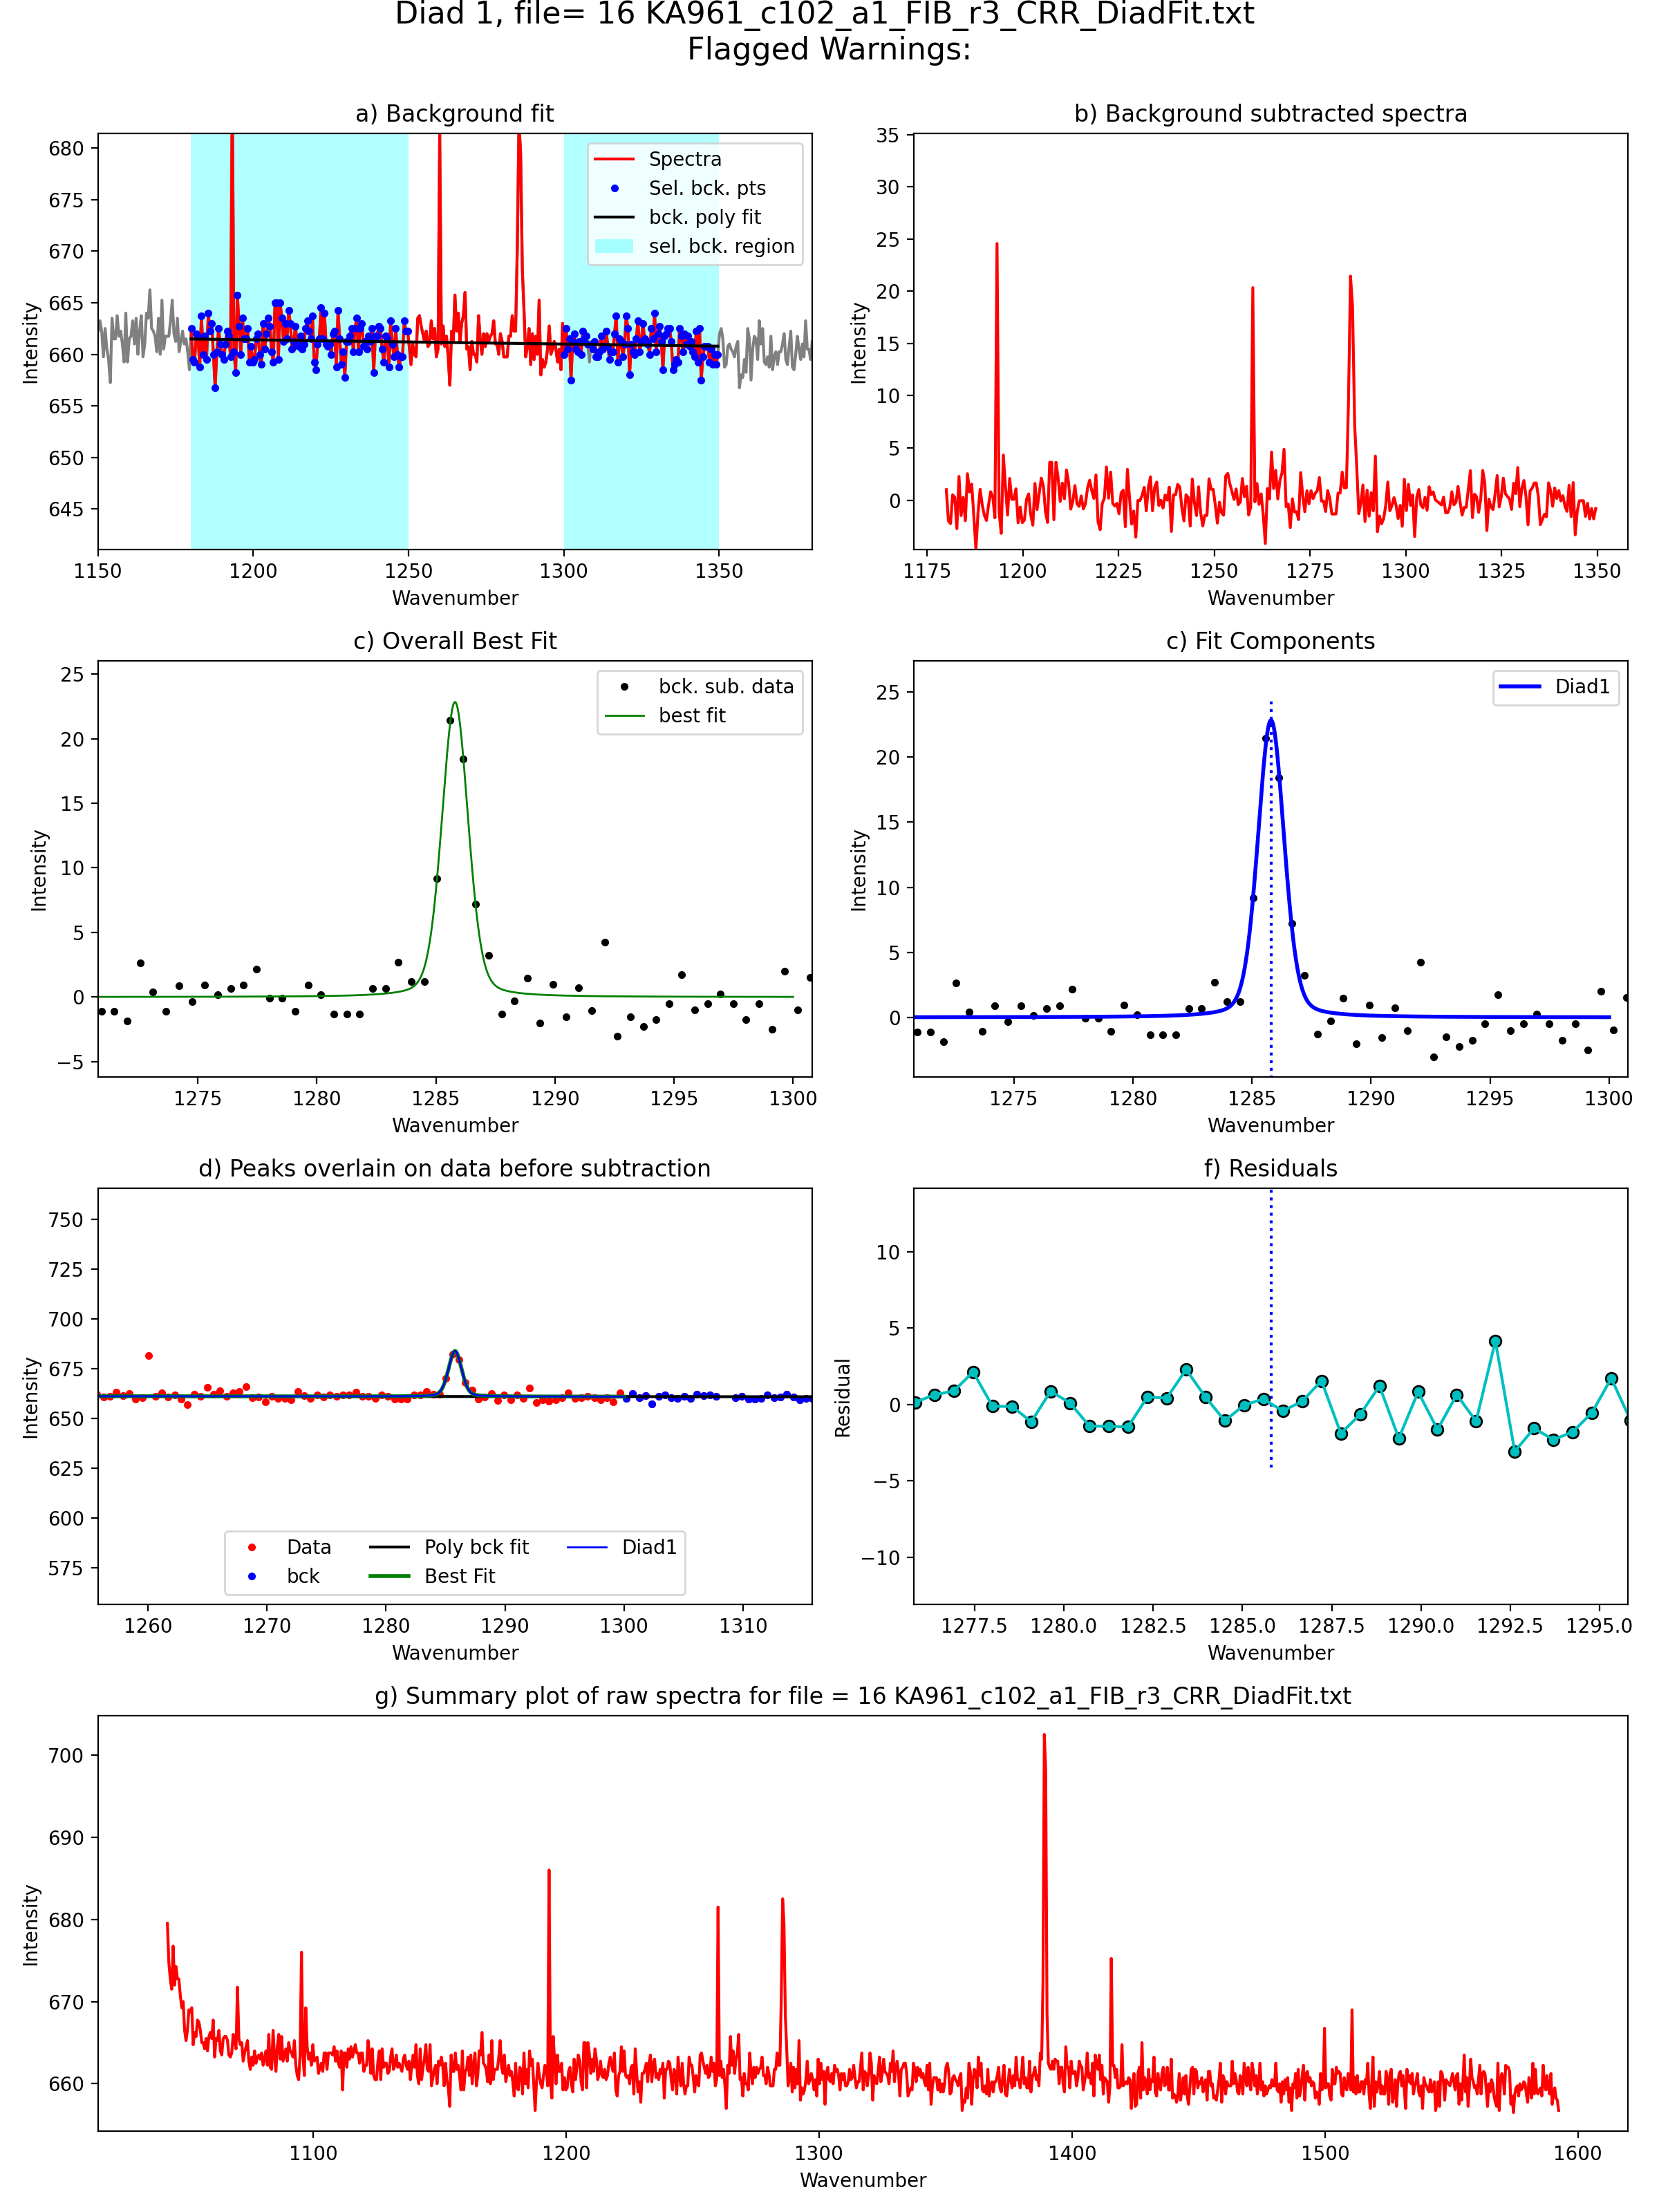 Diad 1, file= 16 KA961_c102_a1_FIB_r3_CRR_DiadFit.txt
Flagged Warnings:
a) Background fit
680
675
670
665
660
655
650
645
Intensity
Spectra
Sel. bck. pts
bck. poly fit
sel. bck. region
1150 1200 1250 1300 1350
Wavenumber
b) Background subtracted spectra
35
30
25
20
15
10
5
0
Intensity
1175 1200 1225 1250 1275 1300 1325 1350
Wavenumber
c) Overall Best Fit
25
20
15
10
5
0
−5
Intensity
bck. sub. data
best fit
1275 1280 1285 1290 1295 1300
Wavenumber
c) Fit Components
25
20
15
10
5
0
Intensity
Diad1
1275 1280 1285 1290 1295 1300
Wavenumber
d) Peaks overlain on data before subtraction
750
725
700
675
650
625
600
575
Intensity
Data
bck
Poly bck fit
Best Fit
Diad1
1260 1270 1280 1290 1300 1310
Wavenumber
f) Residuals
10
5
0
−5
−10
Residual
1277.5 1280.0 1282.5 1285.0 1287.5 1290.0 1292.5 1295.0
Wavenumber
g) Summary plot of raw spectra for file = 16 KA961_c102_a1_FIB_r3_CRR_DiadFit.txt
700
690
680
670
660
Intensity
1100 1200 1300 1400 1500 1600
Wavenumber